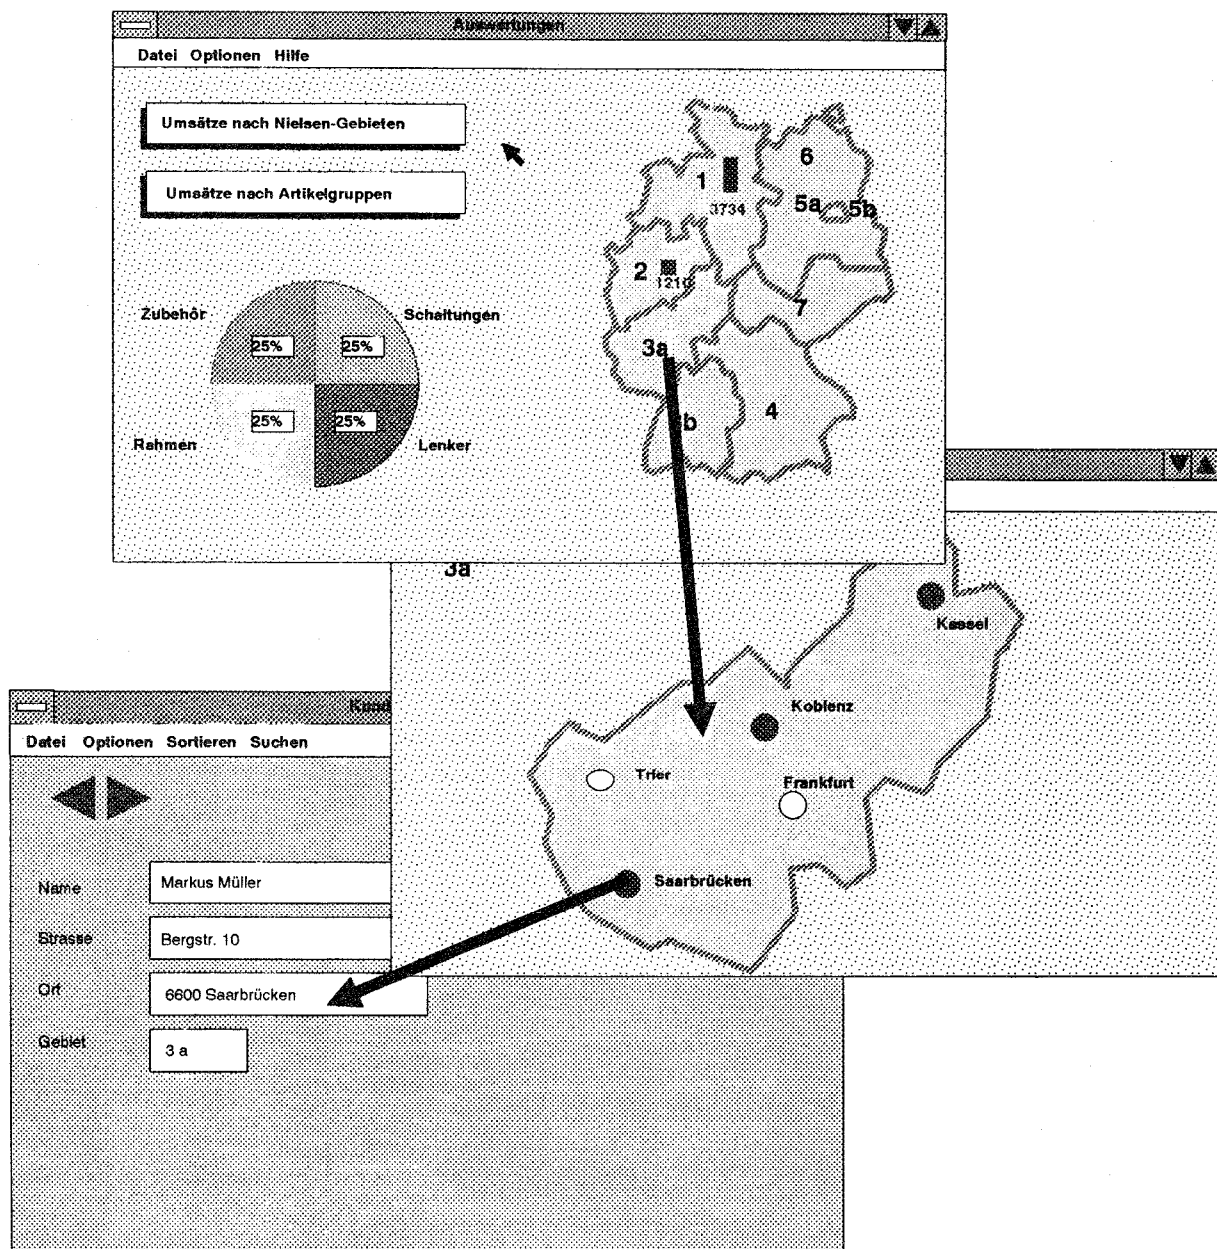 Auswertungen
Datei Optionen Hilfe
Umsätze nach Nielsen-Gebieten
Umsätze nach Artikelgruppen
6
1
5a
5b
3734
2
1210
7
3a
4
b
Zubehör
Schaltungen
25%
25%
25%
25%
Rahmen
Lenker
3a
Kassel
Koblenz
Trier
Frankfurt
Saarbrücken
Kund
Datei Optionen Sortieren Suchen
Name
Markus Müller
Strasse
Bergstr. 10
Ort
6600 Saarbrücken
Gebiet
3 a